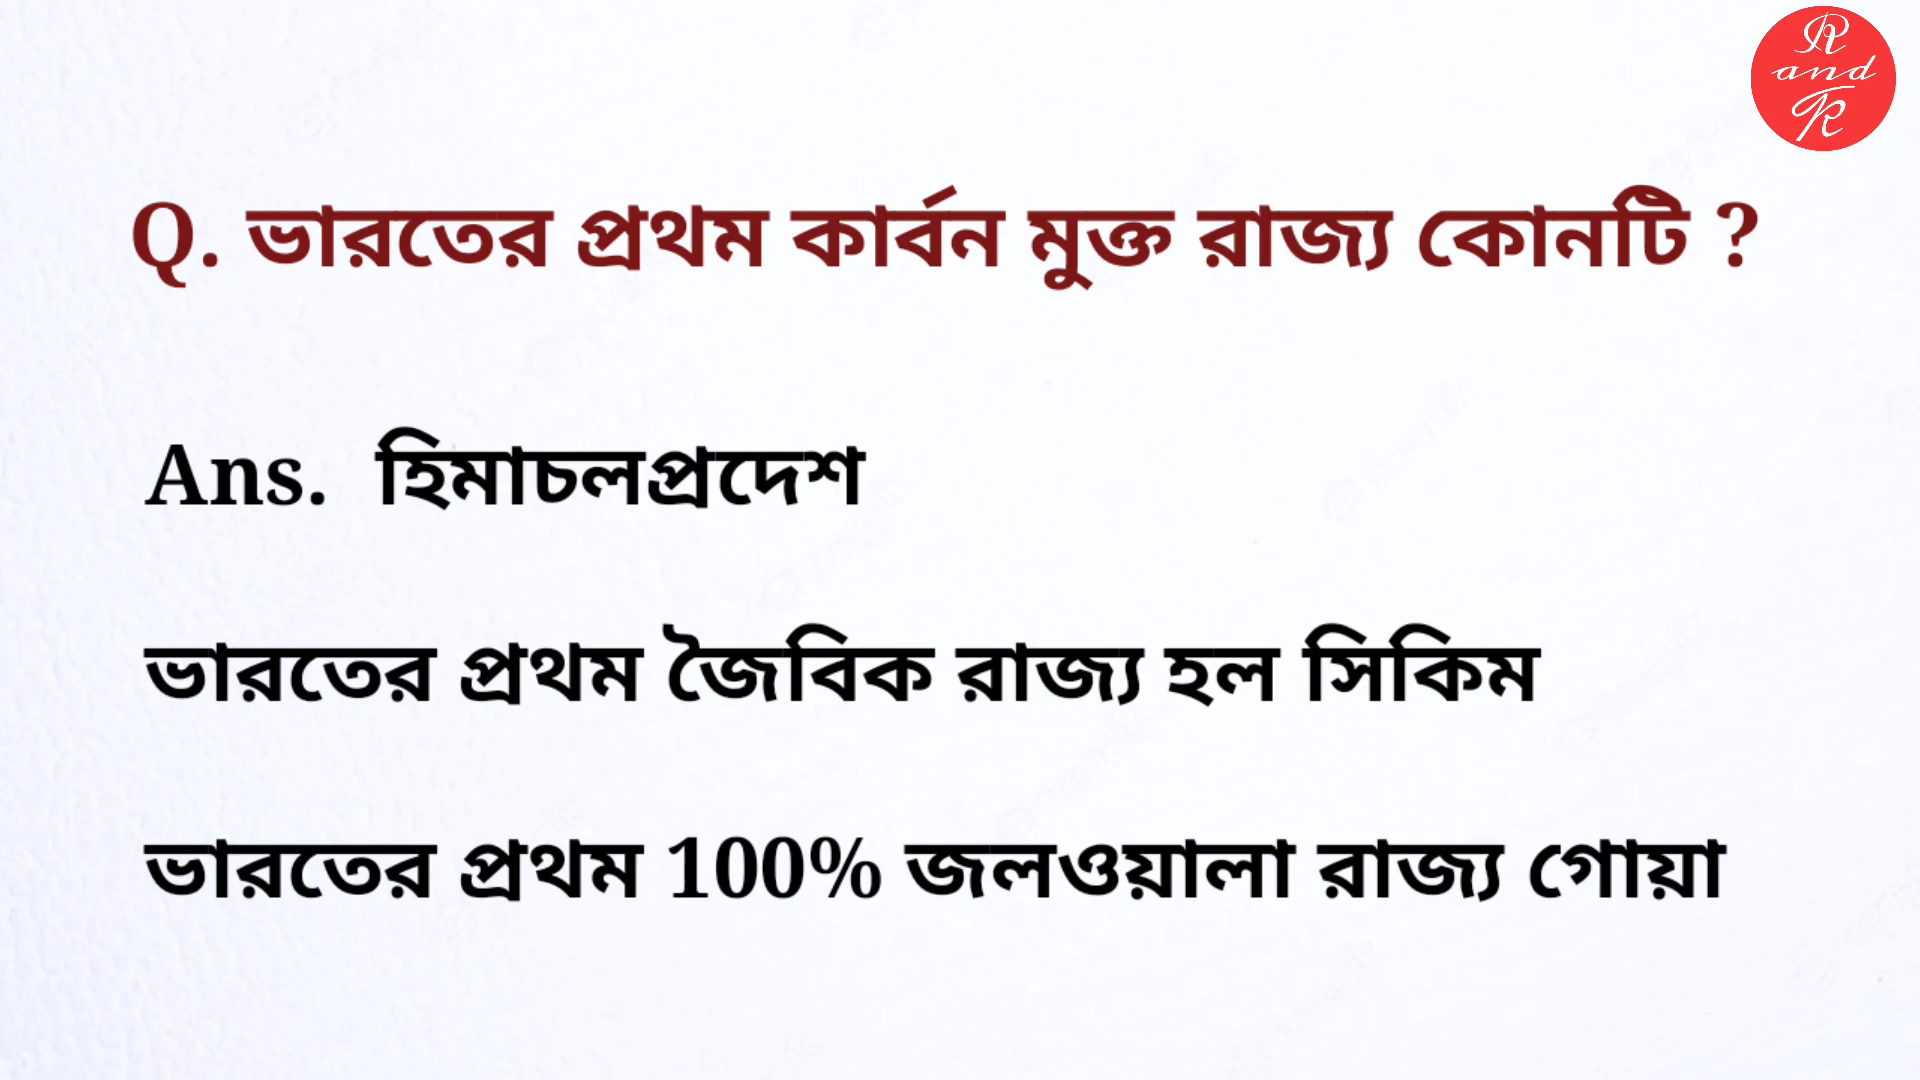 R
and
R
Q. ভারতের প্রথম কার্বন মুক্ত রাজ্য কোনটি ?
Ans. হিমাচলপ্রদেশ
ভারতের প্রথম জৈবিক রাজ্য হল সিকিম
ভারতের প্রথম 100% জলওয়ালা রাজ্য গোয়া